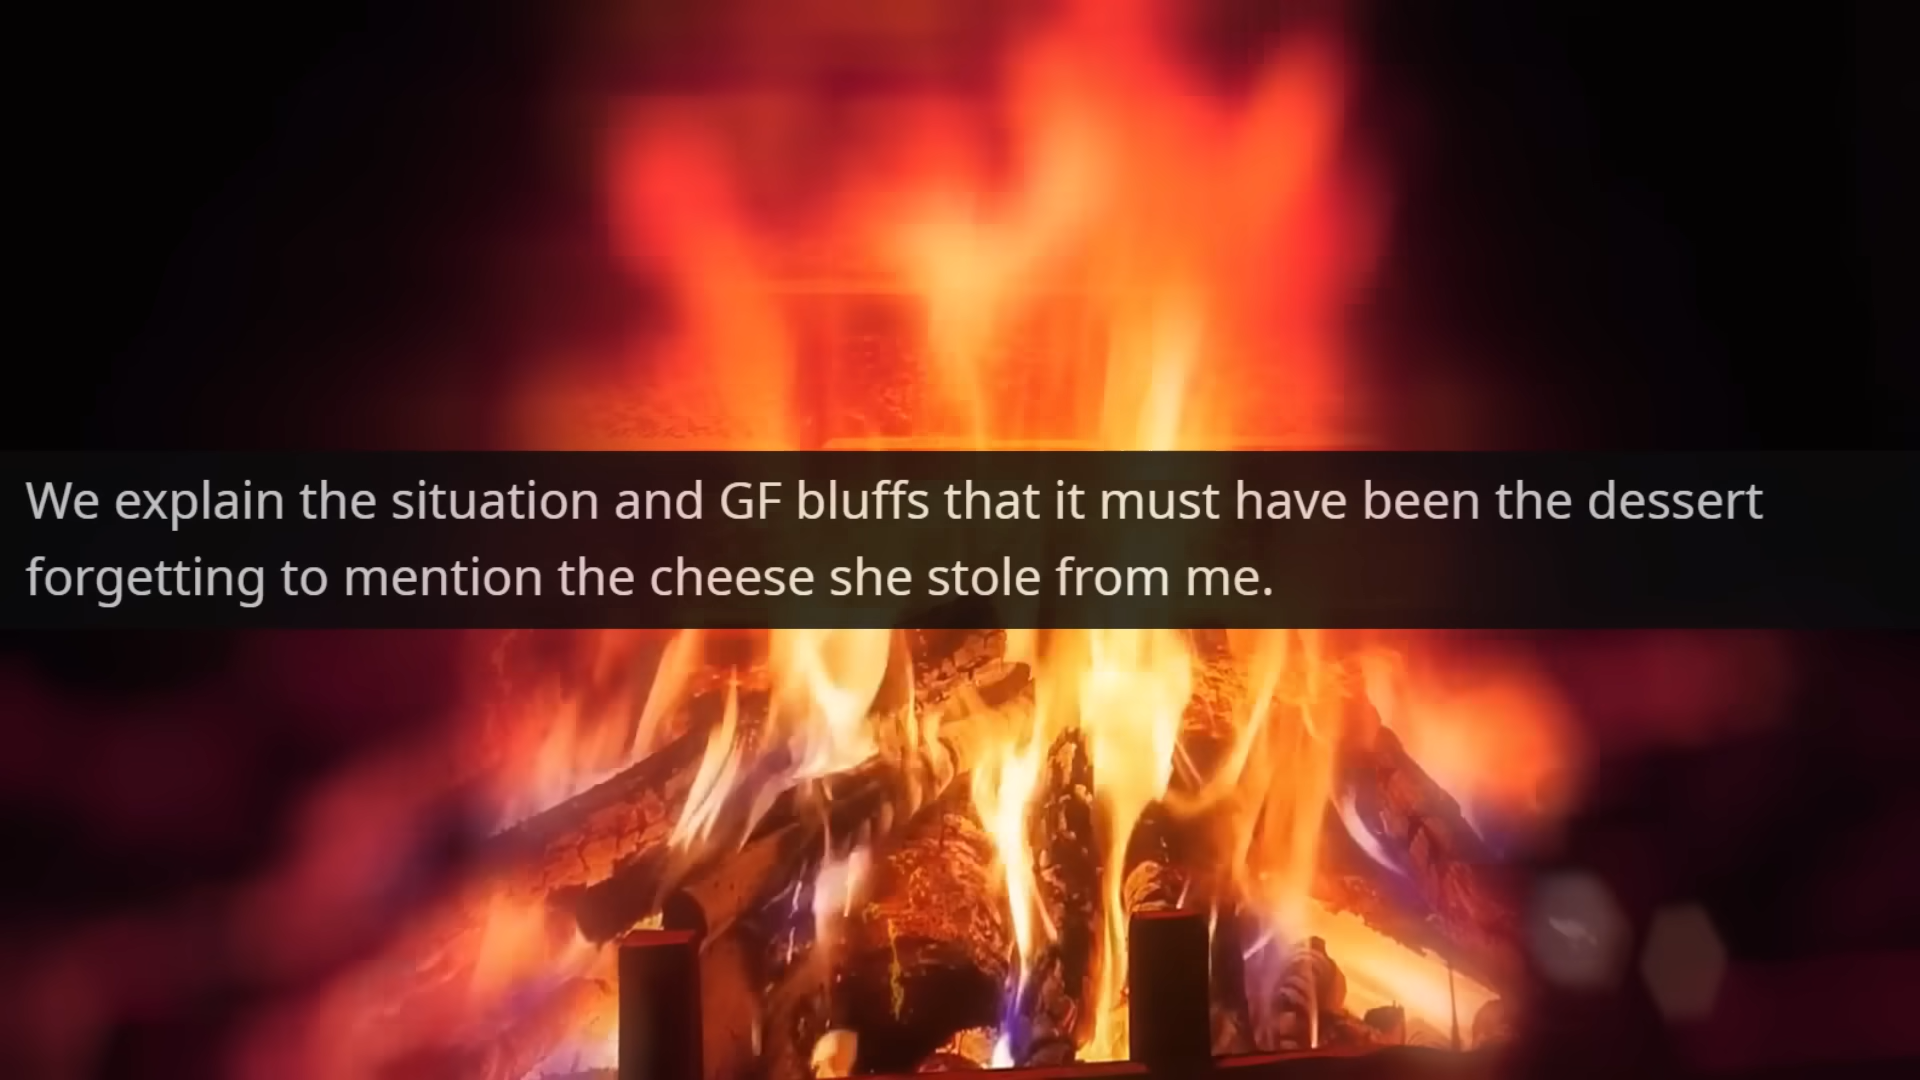 We explain the situation and GF bluffs that it must have been the dessert
forgetting to mention the cheese she stole from me.